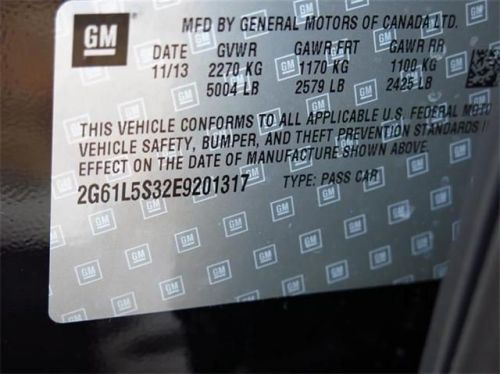 GM
MFD BY GENERAL MOTORS OF CANADA LTD.
DATE GVWR GAWR FRT GAWR RR
11/13 2270 KG 1170 KG 1100 KG
5004 LB 2579 LB 2425 LB
THIS VEHICLE CONFORMS TO ALL APPLICABLE U.S. FEDERAL
VEHICLE SAFETY, BUMPER, AND THEFT PREVENTION STANDARDS
EFFECT ON THE DATE OF MANUFACTURE SHOWN ABOVE.
2G61L5S32E9201317 TYPE: PASS CAR